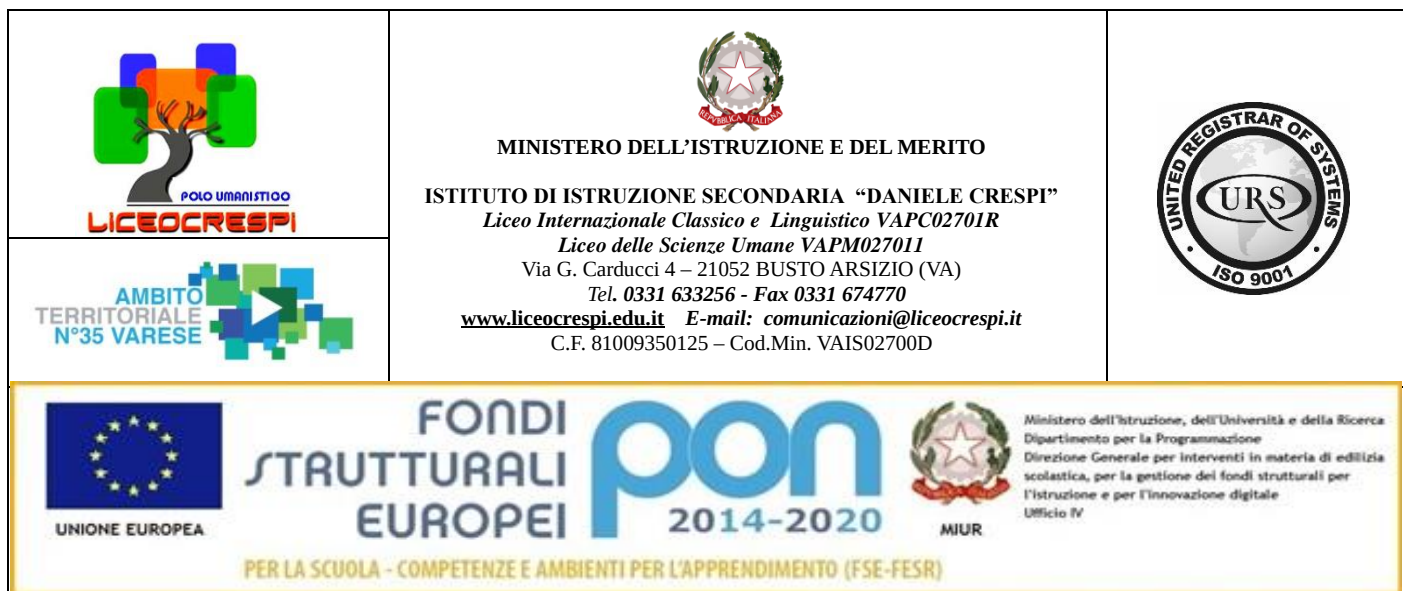 POLO UMANISTICO
LICEOCRESPI
AMBITO
TERRITORIALE
N°35 VARESE
REPVBBLICA ITALIANA
MINISTERO DELL’ISTRUZIONE E DEL MERITO
ISTITUTO DI ISTRUZIONE SECONDARIA “DANIELE CRESPI”
Liceo Internazionale Classico e Linguistico VAPC02701R
Liceo delle Scienze Umane VAPM027011
Via G. Carducci 4 – 21052 BUSTO ARSIZIO (VA)
Tel. 0331 633256 - Fax 0331 674770
www.liceocrespi.edu.it E-mail: comunicazioni@liceocrespi.it
C.F. 81009350125 – Cod.Min. VAIS02700D
UNITED REGISTRAR OF SYSTEMS
URS
ISO 9001
UNIONE EUROPEA
FONDI
STRUTTURALI
EUROPEI
pon
2014-2020
MIUR
Ministero dell'Istruzione, dell'Università e della Ricerca
Dipartimento per la Programmazione
Direzione Generale per interventi in materia di edilizia
scolastica, per la gestione dei fondi strutturali per
l'istruzione e per l'innovazione digitale
Ufficio IV
PER LA SCUOLA - COMPETENZE E AMBIENTI PER L'APPRENDIMENTO (FSE-FESR)